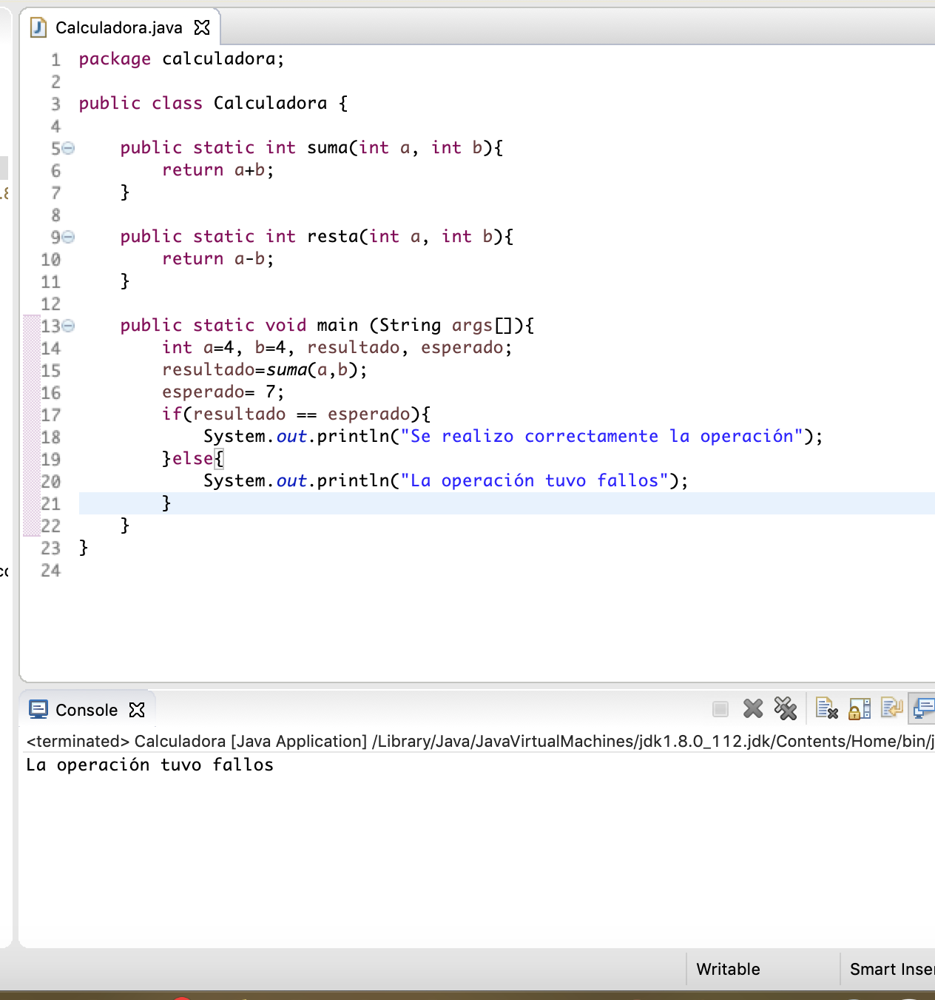 Calculadora.java
1 package calculadora;
2
3 public class Calculadora {
4
5 public static int suma(int a, int b){
6 return a+b;
7 }
8
9 public static int resta(int a, int b){
10 return a-b;
11 }
12
13 public static void main (String args[]){
14 int a=4, b=4, resultado, esperado;
15 resultado=suma(a,b);
16 esperado= 7;
17 if(resultado == esperado){
18 System.out.println("Se realizo correctamente la operación");
19 }else{
20 System.out.println("La operación tuvo fallos");
21 }
22 }
23 }
24
Console
<terminated> Calculadora [Java Application] /Library/Java/JavaVirtualMachines/jdk1.8.0_112.jdk/Contents/Home/bin/j
La operación tuvo fallos
Writable
Smart Inse